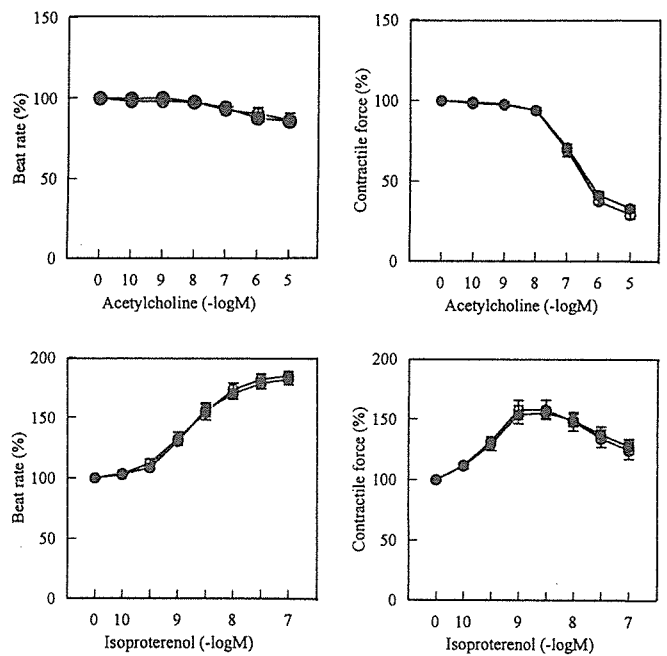 150
100
50
0
Beat rate (%)
0 10 9 8 7 6 5
Acetylcholine (-logM)
150
100
50
0
Contractile force (%)
0 10 9 8 7 6 5
Acetylcholine (-logM)
200
150
100
50
0
Beat rate (%)
0 10 9 8 7
Isoproterenol (-logM)
200
150
100
50
0
Contractile force (%)
0 10 9 8 7
Isoproterenol (-logM)